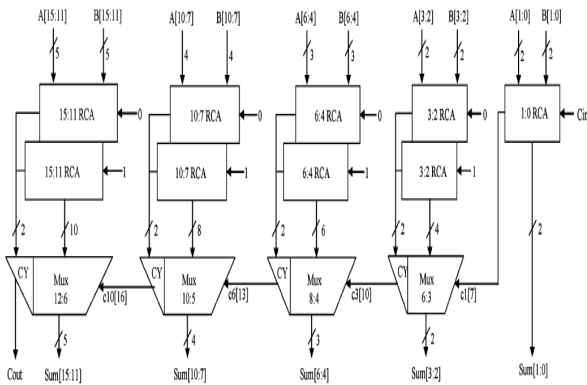 A[15:11] B[15:11] A[10:7] B[10:7] A[6:4] B[6:4] A[3:2] B[3:2] A[1:0] B[1:0]
5 5 4 4 3 3 2 2 2 2
15:11 RCA 0 10:7 RCA 0 6:4 RCA 0 3:2 RCA 0 1:0 RCA Cin
15:11 RCA 1 10:7 RCA 1 6:4 RCA 1 3:2 RCA 1
2 10 2 8 2 6 2 4 2
CY Mux 12:6 c10[16] CY Mux 10:5 c6[13] CY Mux 8:4 c3[10] CY Mux 6:3 c1[7]
5 4 3 2
Cout Sum[15:11] Sum[10:7] Sum[6:4] Sum[3:2] Sum[1:0]